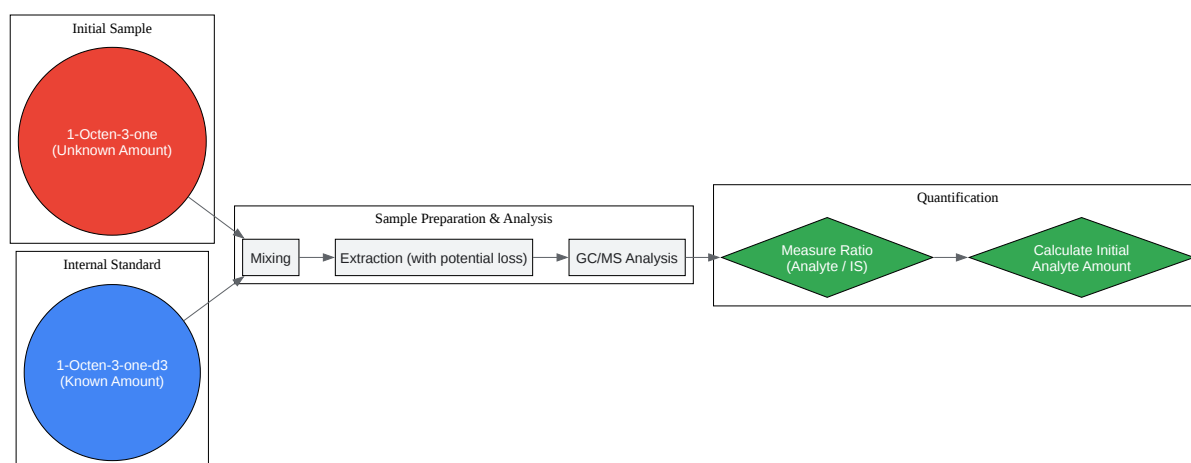 Initial Sample
1-Octen-3-one
(Unknown Amount)
Internal Standard
1-Octen-3-one-d3
(Known Amount)
Sample Preparation & Analysis
Mixing
Extraction (with potential loss)
GC/MS Analysis
Quantification
Measure Ratio
(Analyte / IS)
Calculate Initial
Analyte Amount